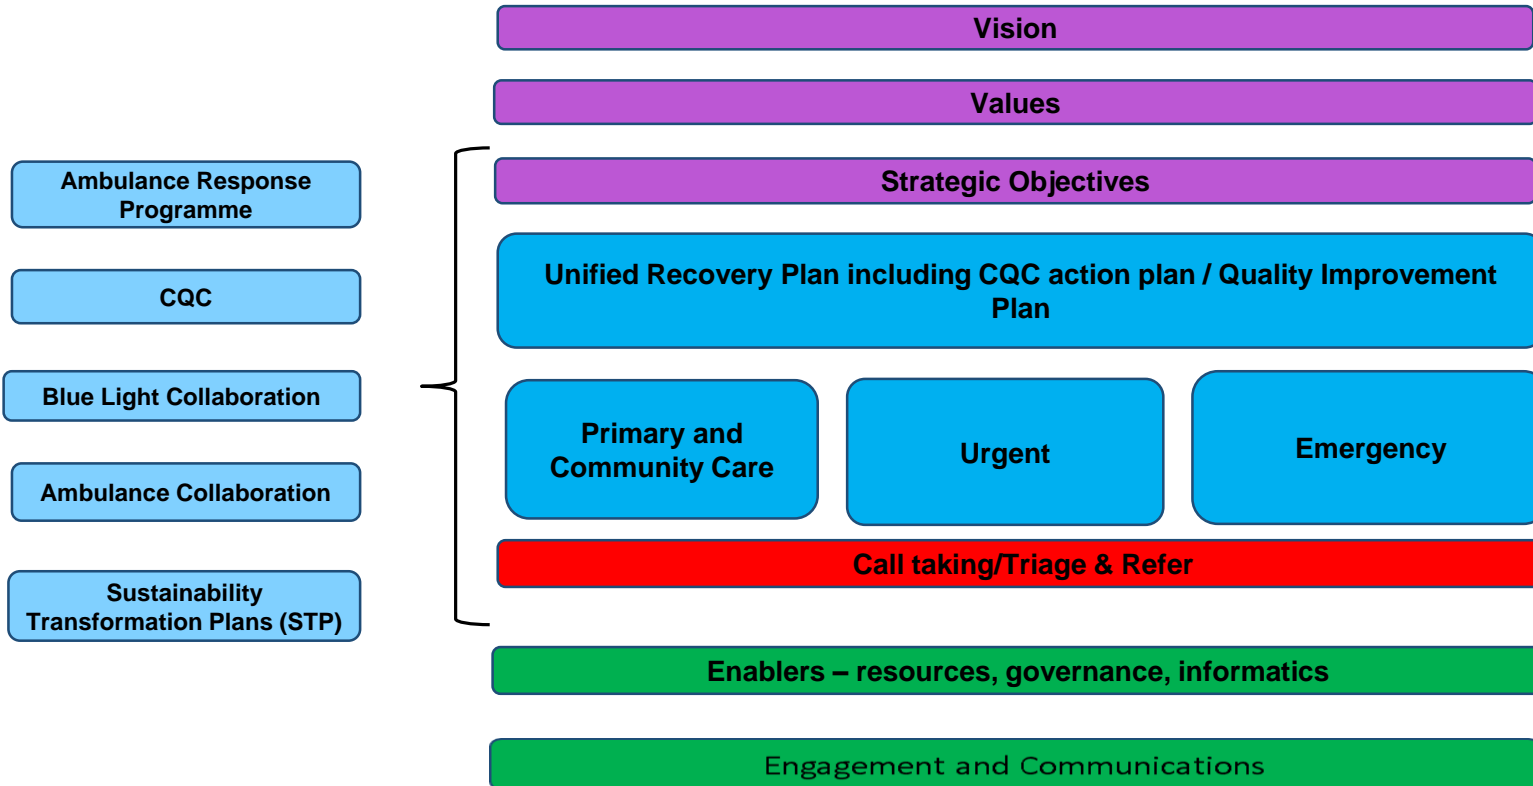 Vision
Values
Ambulance Response
Programme
CQC
Blue Light Collaboration
Ambulance Collaboration
Sustainability
Transformation Plans (STP)
Strategic Objectives
Unified Recovery Plan including CQC action plan / Quality Improvement
Plan
Primary and
Community Care
Urgent
Emergency
Call taking/Triage & Refer
Enablers – resources, governance, informatics
Engagement and Communications